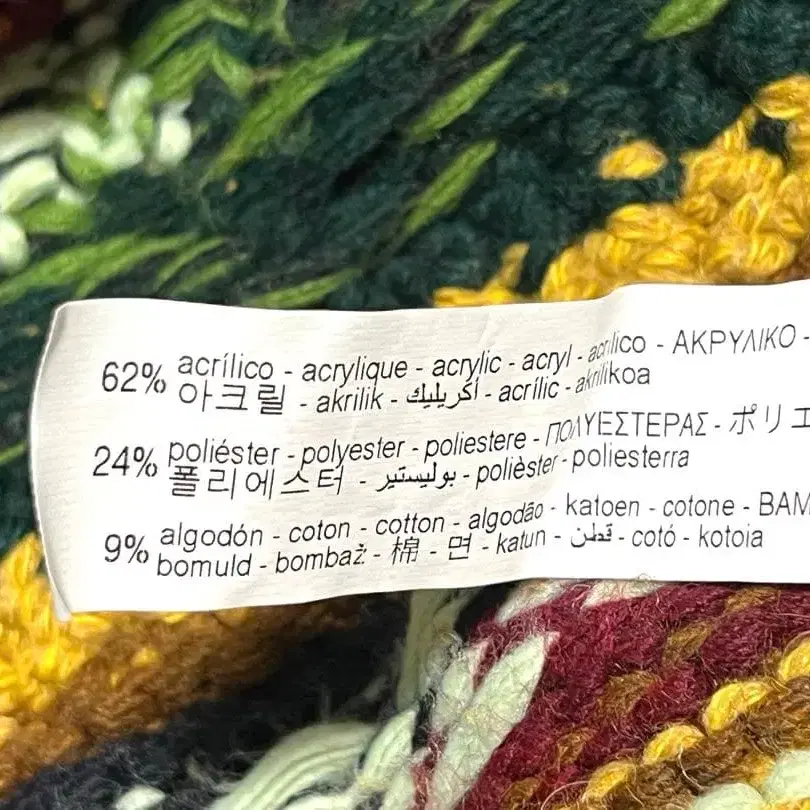 62% acrílico - acrylique - acrylic - acryl - acrilico - ΑΚΡΥΛΙΚΟ -
아크릴 - akrilik - أكريليك - acrílic - akrilikoa
24% poliéster - polyester - poliestere - ΠΟΛΥΕΣΤΕΡΑΣ - ポリエ
폴리에스터 - بوليستير - polièster - poliesterra
9% algodón - coton - cotton - algodão - katoen - cotone - ΒΑΜ
bomuld - bombaž - 棉 - 면 - katun - قطن - cotó - kotoia